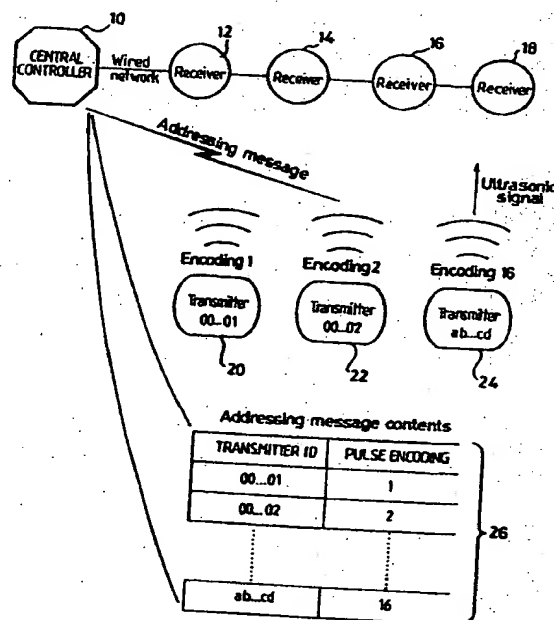 10
CENTRAL
CONTROLLER
Wired
network
12
Receiver
14
Receiver
16
Receiver
18
Receiver
Addressing message
Ultrasonic
signal
Encoding 1
Encoding 2
Encoding 16
Transmitter
00...01
Transmitter
00...02
Transmitter
ab...cd
20
22
24
Addressing message contents
TRANSMITTER ID PULSE ENCODING
00...01 1
00...02 2
26
ab...cd 16